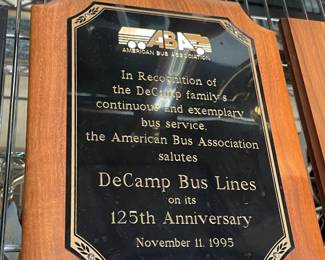 ABA
AMERICAN BUS ASSOCIATION
In Recognition of
the DeCamp family's
continuous and exemplary
bus service,
the American Bus Association
salutes
DeCamp Bus Lines
on its
125th Anniversary
November 11, 1995